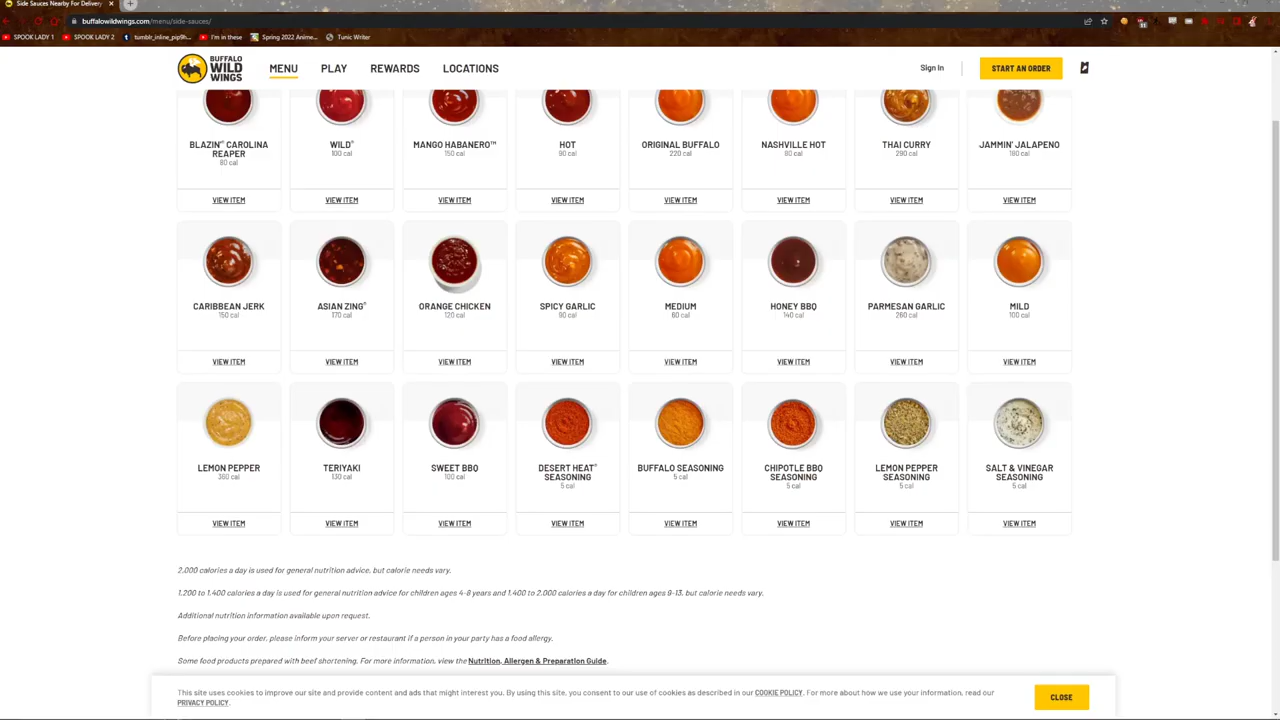 Side Sauces Nearby For Delivery
buffalowildwings.com/menu/side-sauces/
SPOOK LADY 1
SPOOK LADY 2
tumblr_inline_pip9h...
I'm in these
Spring 2022 Anime...
Tunic Writer
BUFFALO
WILD
WINGS
MENU
PLAY
REWARDS
LOCATIONS
Sign In
START AN ORDER
BLAZIN' CAROLINA
REAPER
80 cal
WILD®
100 cal
MANGO HABANERO™
150 cal
HOT
90 cal
ORIGINAL BUFFALO
220 cal
NASHVILLE HOT
80 cal
THAI CURRY
290 cal
JAMMIN' JALAPENO
180 cal
VIEW ITEM
VIEW ITEM
VIEW ITEM
VIEW ITEM
VIEW ITEM
VIEW ITEM
VIEW ITEM
VIEW ITEM
CARIBBEAN JERK
150 cal
ASIAN ZING®
170 cal
ORANGE CHICKEN
120 cal
SPICY GARLIC
90 cal
MEDIUM
60 cal
HONEY BBQ
140 cal
PARMESAN GARLIC
260 cal
MILD
100 cal
VIEW ITEM
VIEW ITEM
VIEW ITEM
VIEW ITEM
VIEW ITEM
VIEW ITEM
VIEW ITEM
VIEW ITEM
LEMON PEPPER
360 cal
TERIYAKI
130 cal
SWEET BBQ
100 cal
DESERT HEAT®
SEASONING
5 cal
BUFFALO SEASONING
5 cal
CHIPOTLE BBQ
SEASONING
5 cal
LEMON PEPPER
SEASONING
5 cal
SALT & VINEGAR
SEASONING
5 cal
VIEW ITEM
VIEW ITEM
VIEW ITEM
VIEW ITEM
VIEW ITEM
VIEW ITEM
VIEW ITEM
VIEW ITEM
2,000 calories a day is used for general nutrition advice, but calorie needs vary.
1,200 to 1,400 calories a day is used for general nutrition advice for children ages 4-8 years and 1,400 to 2,000 calories a day for children ages 9-13, but calorie needs vary.
Additional nutrition information available upon request.
Before placing your order, please inform your server or restaurant if a person in your party has a food allergy.
Some food products prepared with beef shortening. For more information, view the Nutrition, Allergen & Preparation Guide.
This site uses cookies to improve our site and provide content and ads that might interest you. By using this site, you consent to our use of cookies as described in our COOKIE POLICY. For more about how we use your information, read our
PRIVACY POLICY.
CLOSE